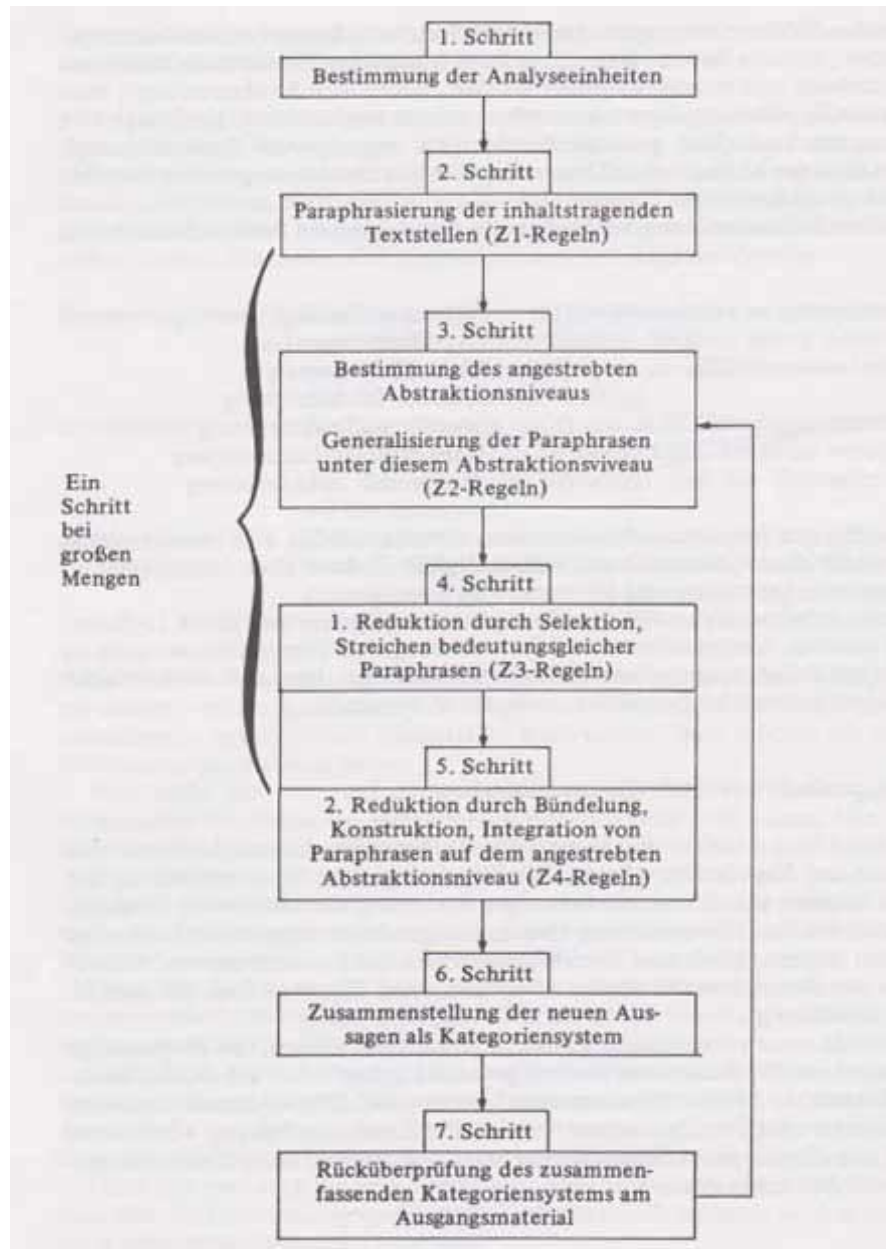 1. Schritt
Bestimmung der Analyseeinheiten
2. Schritt
Paraphrasierung der inhaltstragenden
Textstellen (Z1-Regeln)
3. Schritt
Bestimmung des angestrebten
Abstraktionsniveaus
Generalisierung der Paraphrasen
unter diesem Abstraktionsviveau
(Z2-Regeln)
Ein
Schritt
bei
großen
Mengen
4. Schritt
1. Reduktion durch Selektion,
Streichen bedeutungsgleicher
Paraphrasen (Z3-Regeln)
5. Schritt
2. Reduktion durch Bündelung,
Konstruktion, Integration von
Paraphrasen auf dem angestrebten
Abstraktionsniveau (Z4-Regeln)
6. Schritt
Zusammenstellung der neuen Aus-
sagen als Kategoriensystem
7. Schritt
Rücküberprüfung des zusammen-
fassenden Kategoriensystems am
Ausgangsmaterial